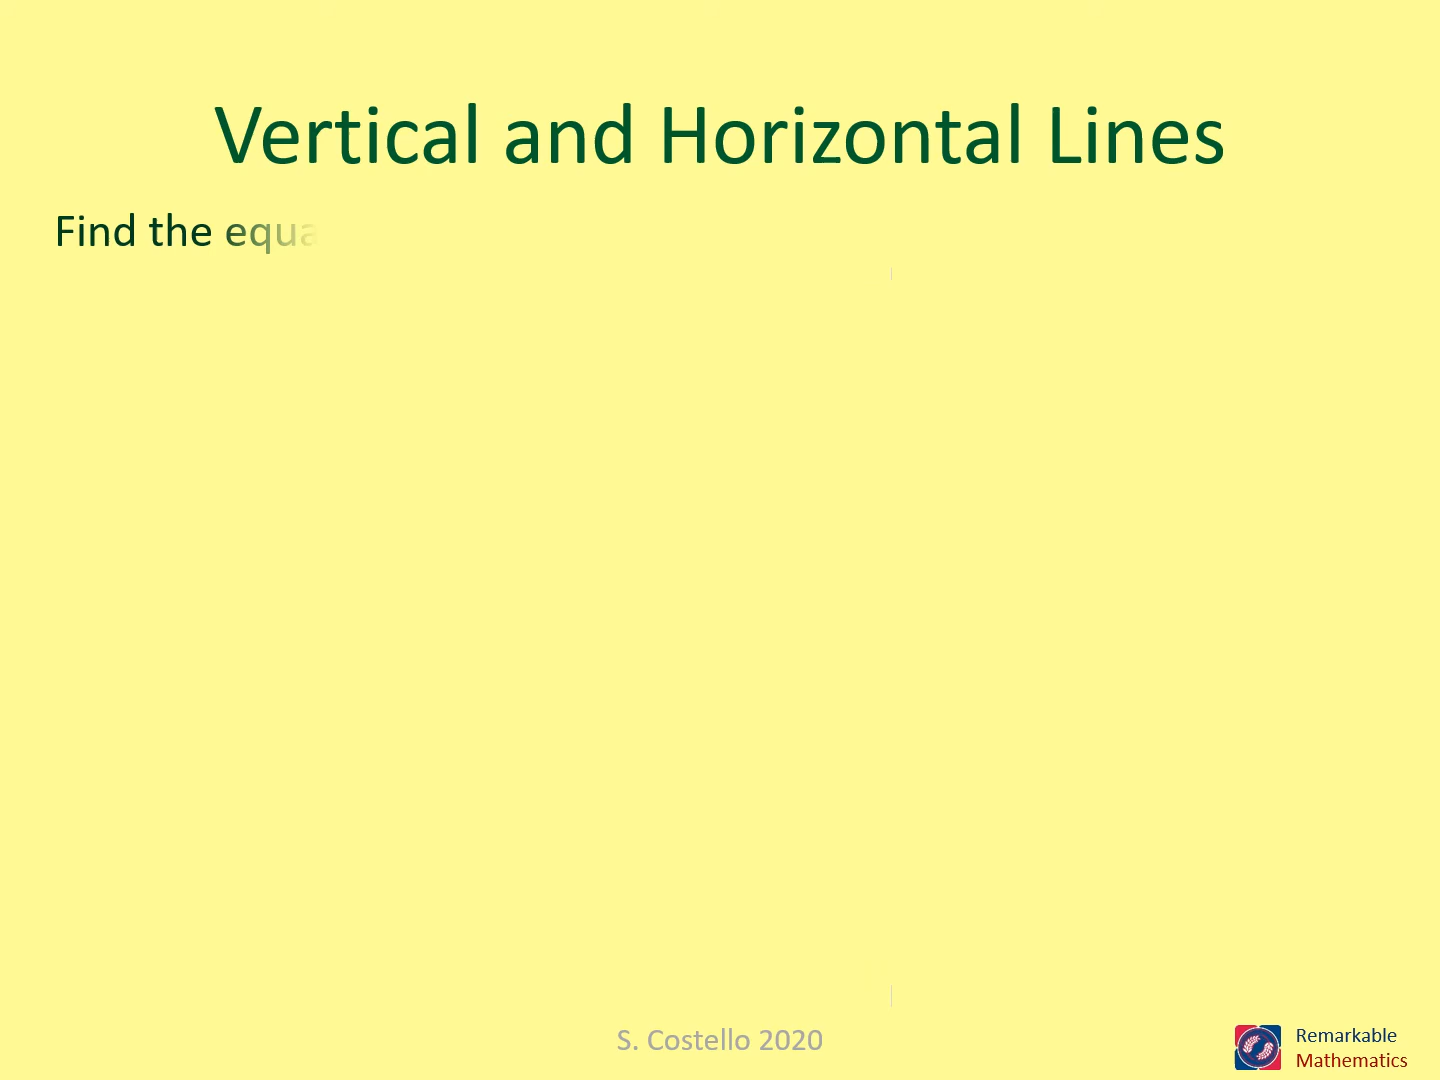 Vertical and Horizontal Lines
Find the equa
S. Costello 2020
Remarkable
Mathematics